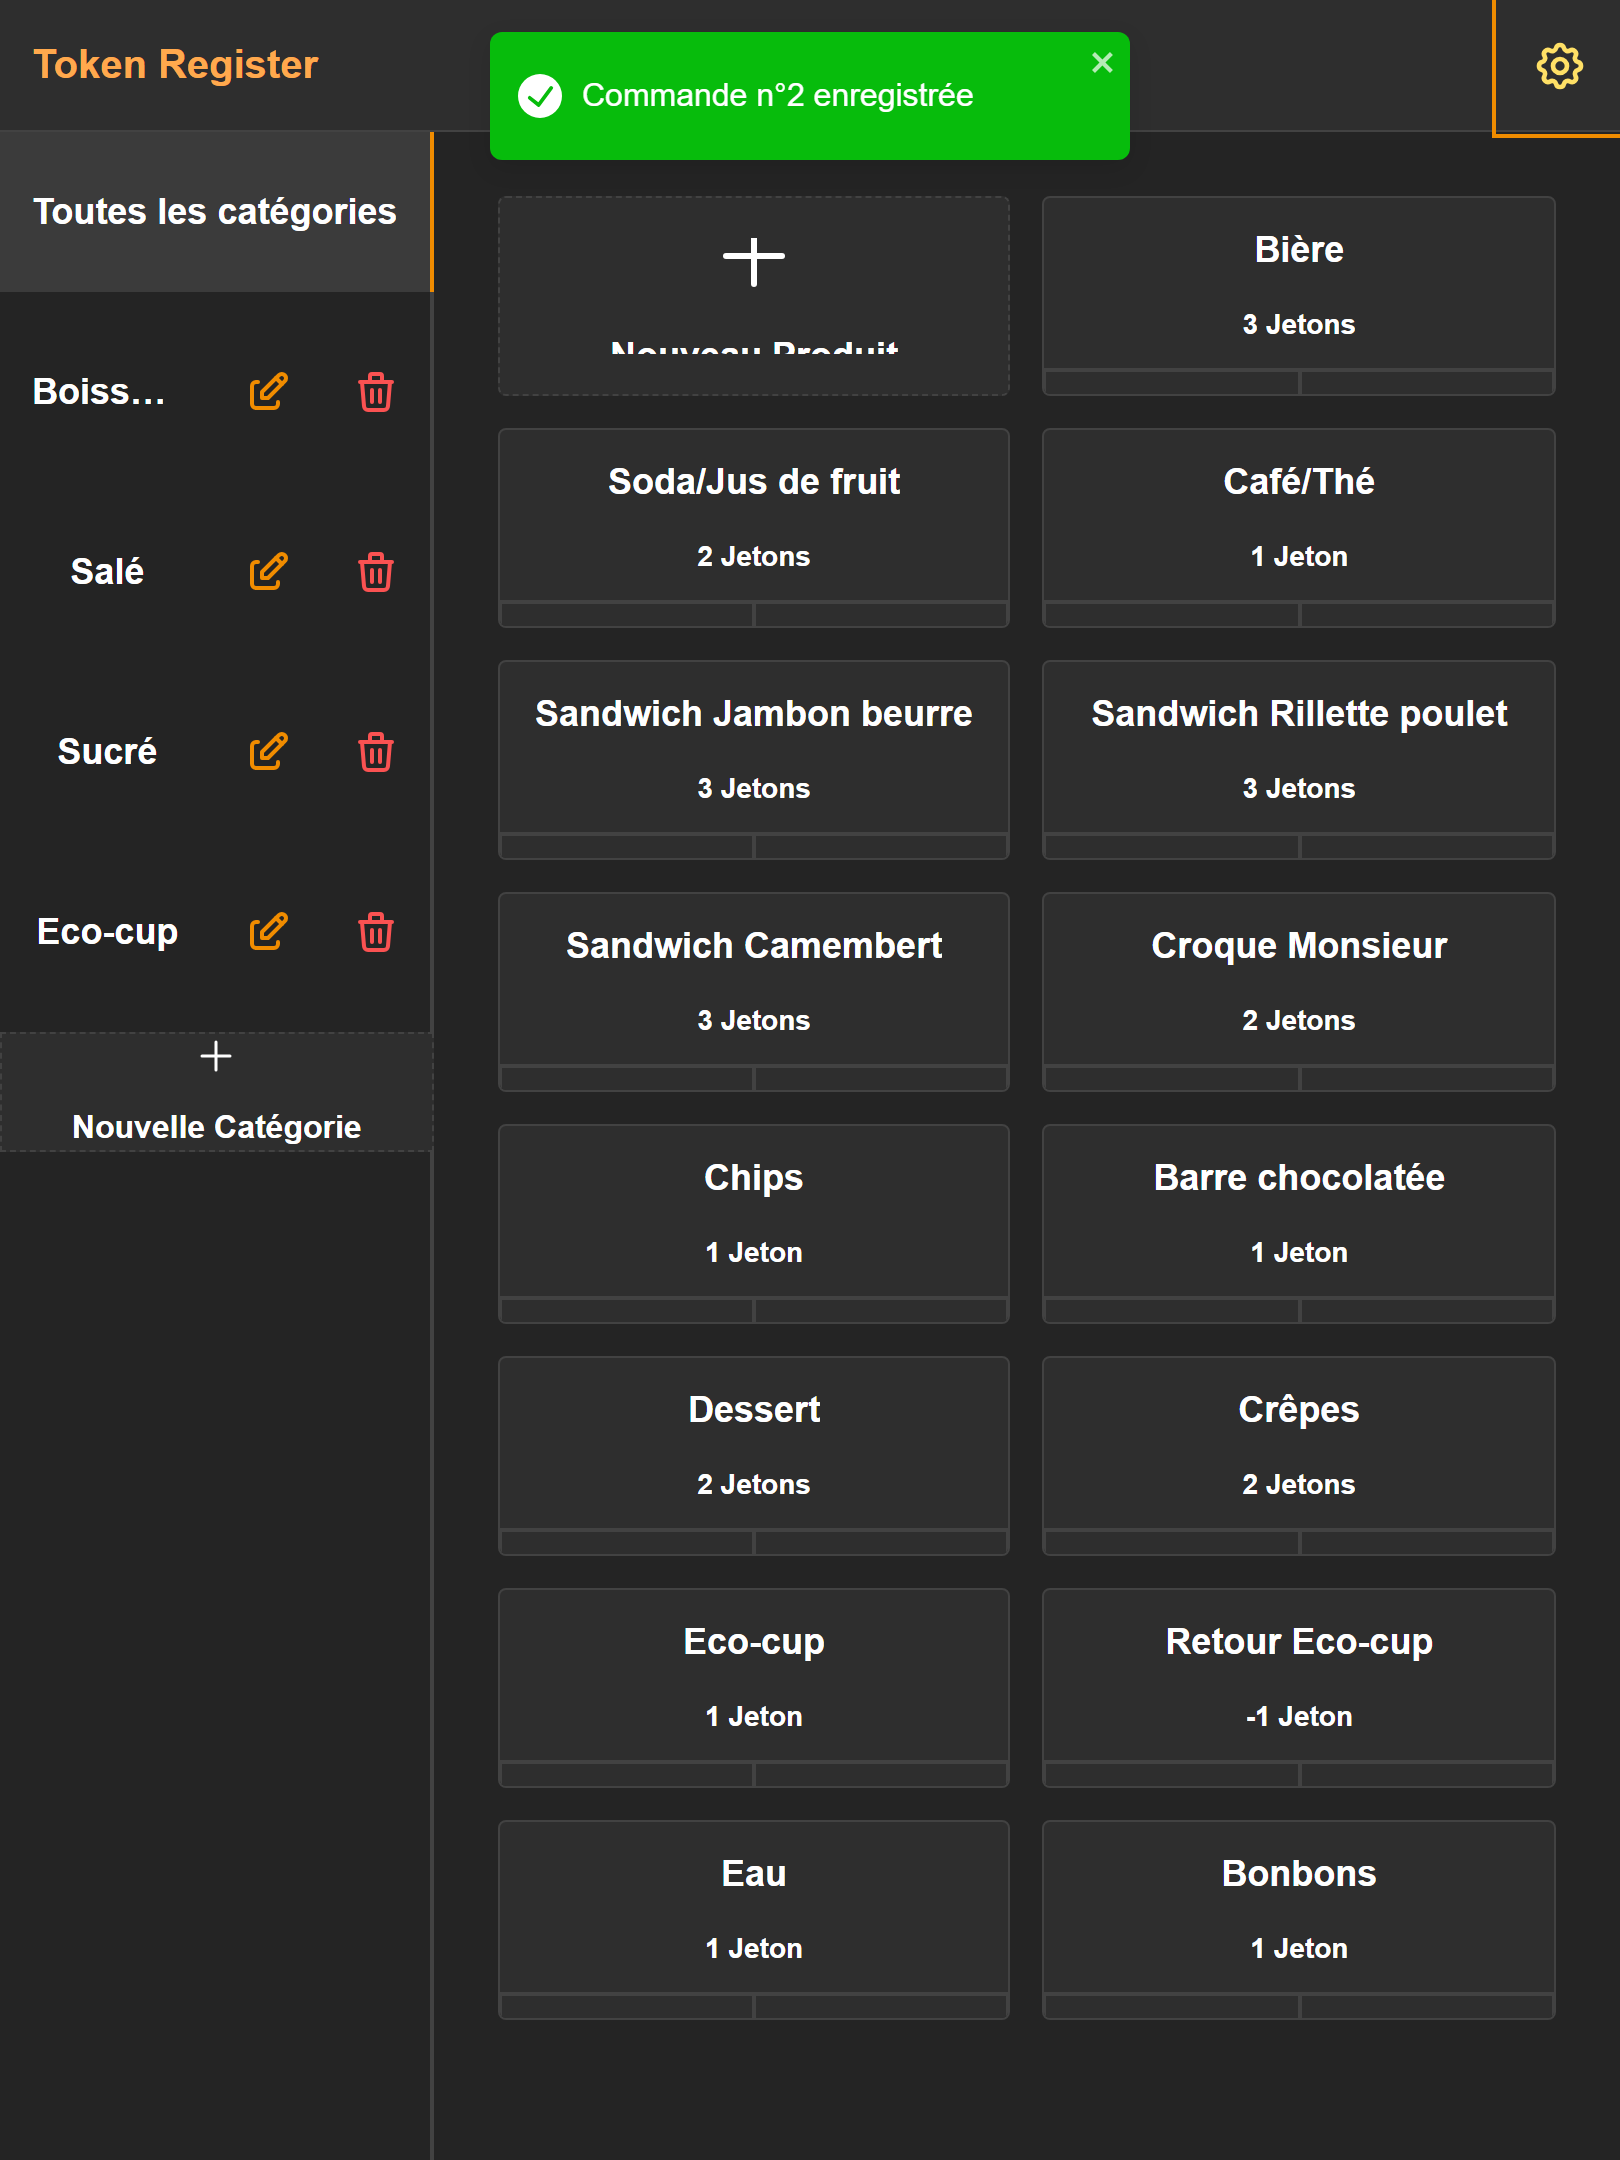 Token Register
Commande n°2 enregistrée
Toutes les catégories
Boiss...
Salé
Sucré
Eco-cup
Nouvelle Catégorie
Nouveau Produit
Bière
3 Jetons
Soda/Jus de fruit
2 Jetons
Café/Thé
1 Jeton
Sandwich Jambon beurre
3 Jetons
Sandwich Rillette poulet
3 Jetons
Sandwich Camembert
3 Jetons
Croque Monsieur
2 Jetons
Chips
1 Jeton
Barre chocolatée
1 Jeton
Dessert
2 Jetons
Crêpes
2 Jetons
Eco-cup
1 Jeton
Retour Eco-cup
-1 Jeton
Eau
1 Jeton
Bonbons
1 Jeton